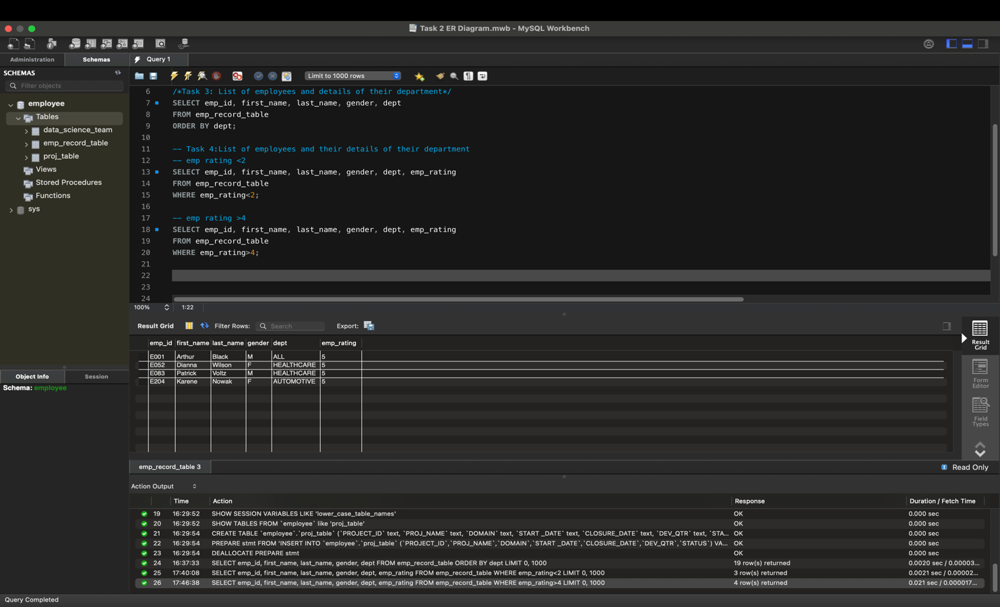 Task 2 ER Diagram.mwb - MySQL Workbench
Administration
Schemas
Query 1
SCHEMAS
Filter objects
employee
Tables
data_science_team
emp_record_table
proj_table
Views
Stored Procedures
Functions
sys
Limit to 1000 rows
6 /*Task 3: List of employees and details of their department*/
7 SELECT emp_id, first_name, last_name, gender, dept
8 FROM emp_record_table
9 ORDER BY dept;
10
11 -- Task 4:List of employees and their details of their department
12 -- emp rating <2
13 SELECT emp_id, first_name, last_name, gender, dept, emp_rating
14 FROM emp_record_table
15 WHERE emp_rating<2;
16
17 -- emp rating >4
18 SELECT emp_id, first_name, last_name, gender, dept, emp_rating
19 FROM emp_record_table
20 WHERE emp_rating>4;
21
22
23
24
100% 1:22
Result Grid Filter Rows: Search Export:
emp_id first_name last_name gender dept emp_rating
E001 Arthur Black M ALL 5
E052 Dianna Wilson F HEALTHCARE 5
E083 Patrick Voltz M HEALTHCARE 5
E204 Karene Nowak F AUTOMOTIVE 5
Result
Grid
Form
Editor
Field
Types
Object Info Session
Schema: employee
emp_record_table 3 Read Only
Action Output
Time Action Response Duration / Fetch Time
19 16:29:52 SHOW SESSION VARIABLES LIKE 'lower_case_table_names' OK 0.000 sec
20 16:29:52 SHOW TABLES FROM `employee` like 'proj_table' OK 0.000 sec
21 16:29:54 CREATE TABLE `employee`.`proj_table` (`PROJECT_ID` text, `PROJ_NAME` text, `DOMAIN` text, `START _DATE` text, `CLOSURE_DATE` text, `DEV_QTR` text, `STA... OK 0.000 sec
22 16:29:54 PREPARE stmt FROM 'INSERT INTO `employee`.`proj_table` (`PROJECT_ID`,`PROJ_NAME`,`DOMAIN`,`START _DATE`,`CLOSURE_DATE`,`DEV_QTR`,`STATUS`) VA... OK 0.000 sec
23 16:29:54 DEALLOCATE PREPARE stmt OK 0.000 sec
24 16:37:33 SELECT emp_id, first_name, last_name, gender, dept FROM emp_record_table ORDER BY dept LIMIT 0, 1000 19 row(s) returned 0.0020 sec / 0.00003...
25 17:40:08 SELECT emp_id, first_name, last_name, gender, dept, emp_rating FROM emp_record_table WHERE emp_rating<2 LIMIT 0, 1000 3 row(s) returned 0.0021 sec / 0.00002...
26 17:46:38 SELECT emp_id, first_name, last_name, gender, dept, emp_rating FROM emp_record_table WHERE emp_rating>4 LIMIT 0, 1000 4 row(s) returned 0.021 sec / 0.000017...
Query Completed